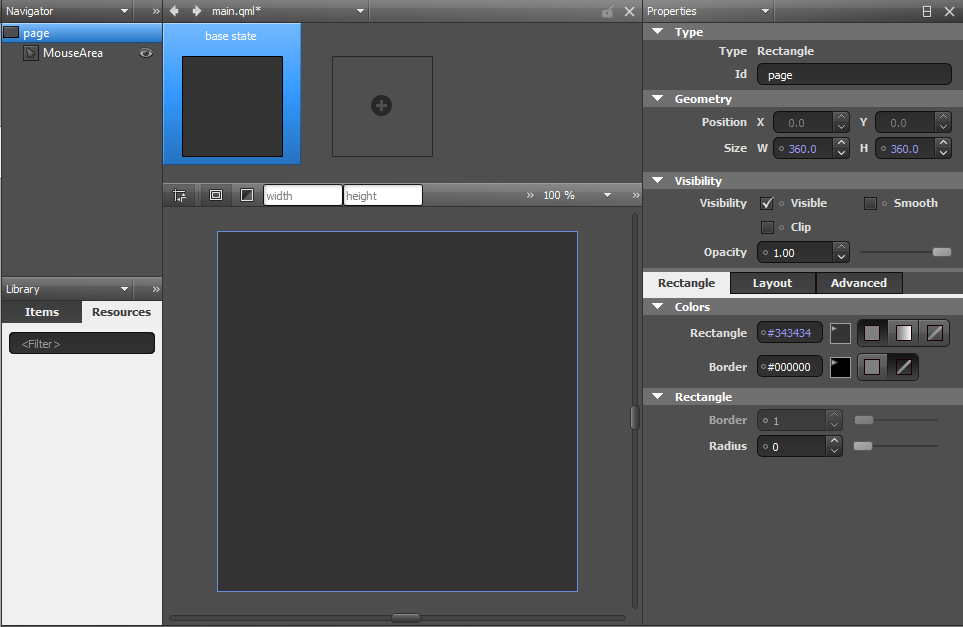 Navigator
page
MouseArea
main.qml*
base state
width height 100 %
Library
Items Resources
<Filter>
Properties
Type
Type Rectangle
Id page
Geometry
Position X 0.0 Y 0.0
Size W 360.0 H 360.0
Visibility
Visibility Visible Smooth
Clip
Opacity 1.00
Rectangle Layout Advanced
Colors
Rectangle #343434
Border #000000
Rectangle
Border 1
Radius 0